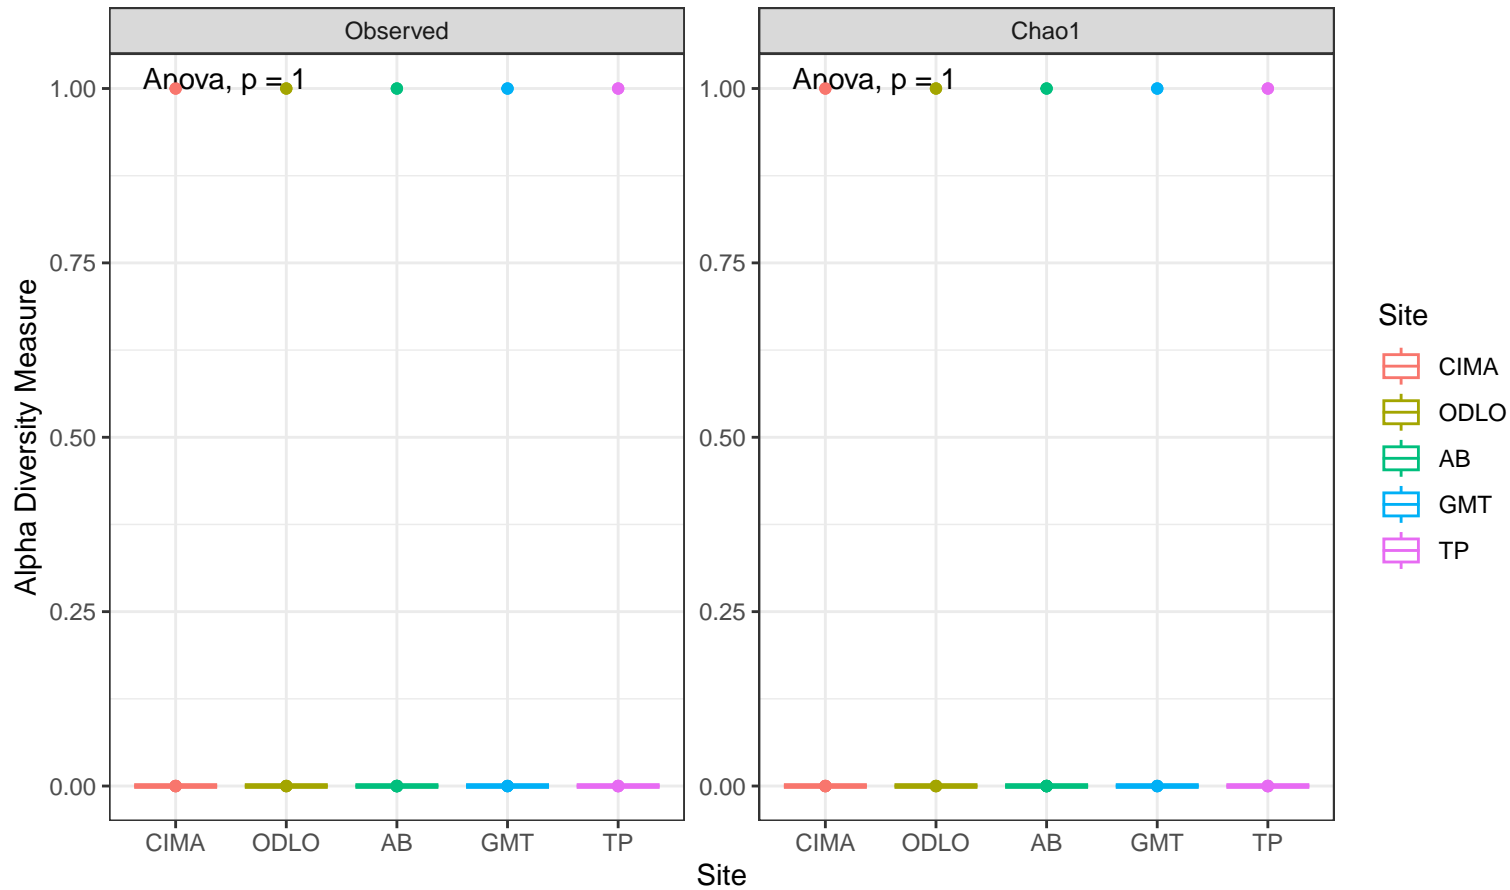 Observed
Chao1
Anova, p = 1
Anova, p = 1
1.00
0.75
0.50
0.25
0.00
1.00
0.75
0.50
0.25
0.00
Alpha Diversity Measure
CIMA ODLO AB GMT TP
CIMA ODLO AB GMT TP
Site
Site
CIMA
ODLO
AB
GMT
TP